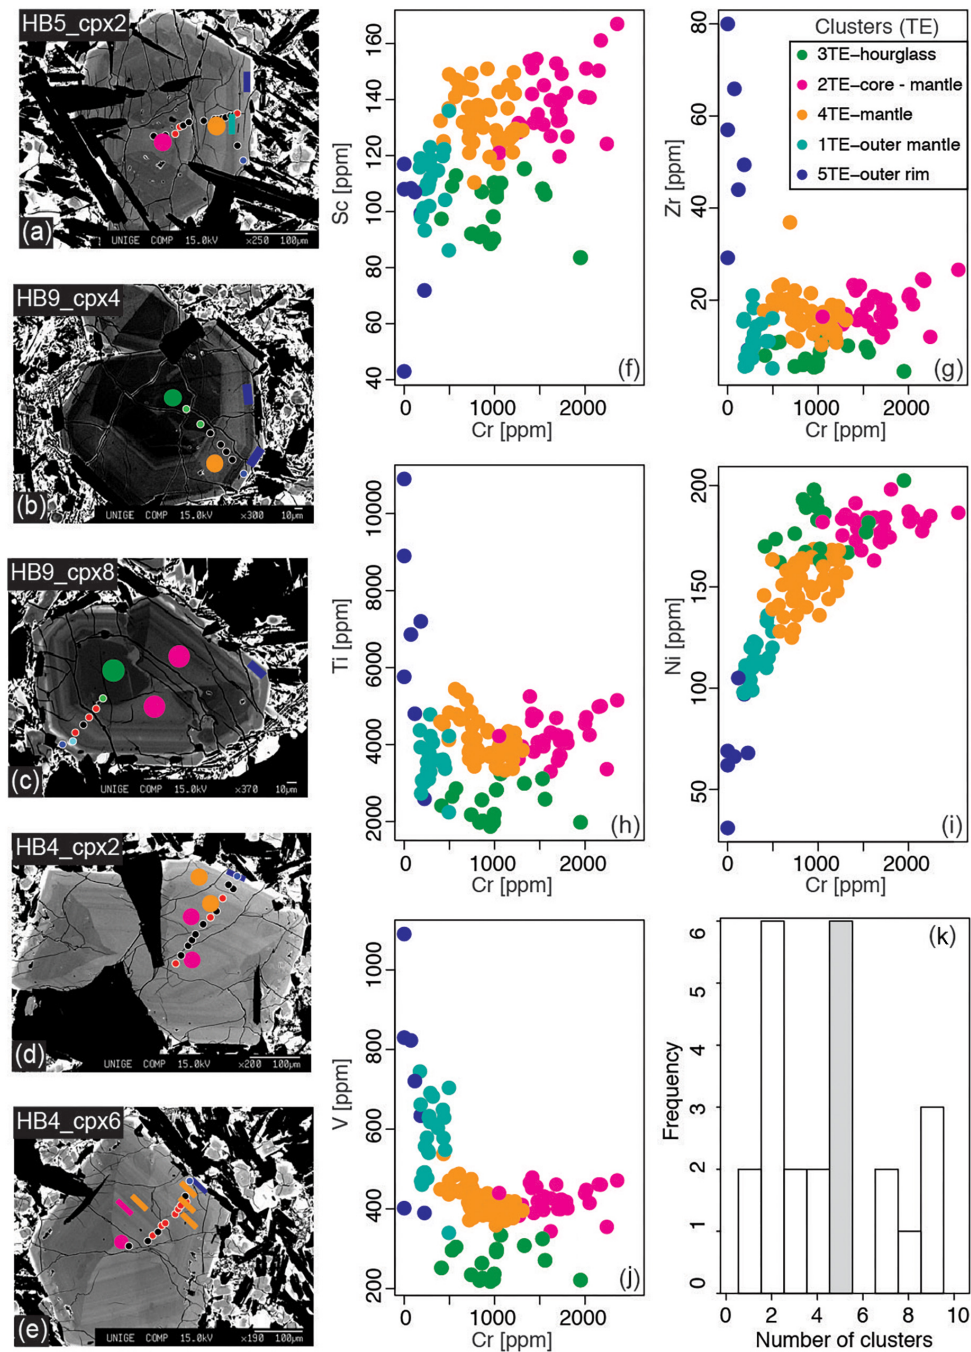 HB5_cpx2
(a)
UNIGE COMP 15.0kV ×250 100µm
HB9_cpx4
(b)
UNIGE COMP 15.0kV ×300 10µm
HB9_cpx8
(c)
UNIGE COMP 15.0kV ×370 10µm
HB4_cpx2
(d)
UNIGE COMP 15.0kV ×200 100µm
HB4_cpx6
(e)
UNIGE COMP 15.0kV ×190 100µm
160
140
120
100
80
60
40
Sc [ppm]
(f)
0 1000 2000
Cr [ppm]
80
60
40
20
Zr [ppm]
Clusters (TE)
3TE–hourglass
2TE–core - mantle
4TE–mantle
1TE–outer mantle
5TE–outer rim
(g)
0 1000 2000
Cr [ppm]
10000
8000
6000
4000
2000
Ti [ppm]
(h)
0 1000 2000
Cr [ppm]
200
150
100
50
Ni [ppm]
(i)
0 1000 2000
Cr [ppm]
1000
800
600
400
200
V [ppm]
(j)
0 1000 2000
Cr [ppm]
6
5
4
3
2
1
0
Frequency
(k)
0 2 4 6 8 10
Number of clusters